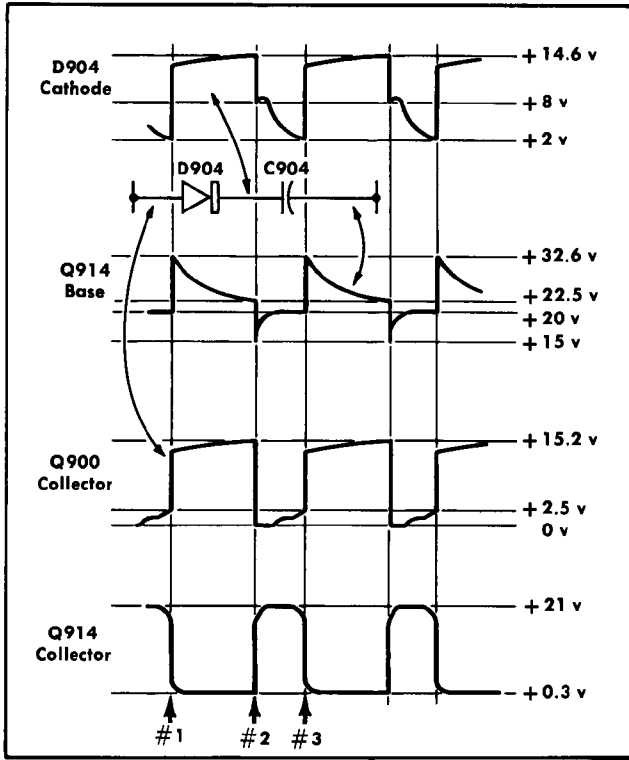 D904
Cathode
+ 14.6 v
+ 8 v
+ 2 v
D904
C904
Q914
Base
+ 32.6 v
+ 22.5 v
+ 20 v
+ 15 v
Q900
Collector
+ 15.2 v
+ 2.5 v
0 v
Q914
Collector
+ 21 v
+ 0.3 v
#1
#2
#3